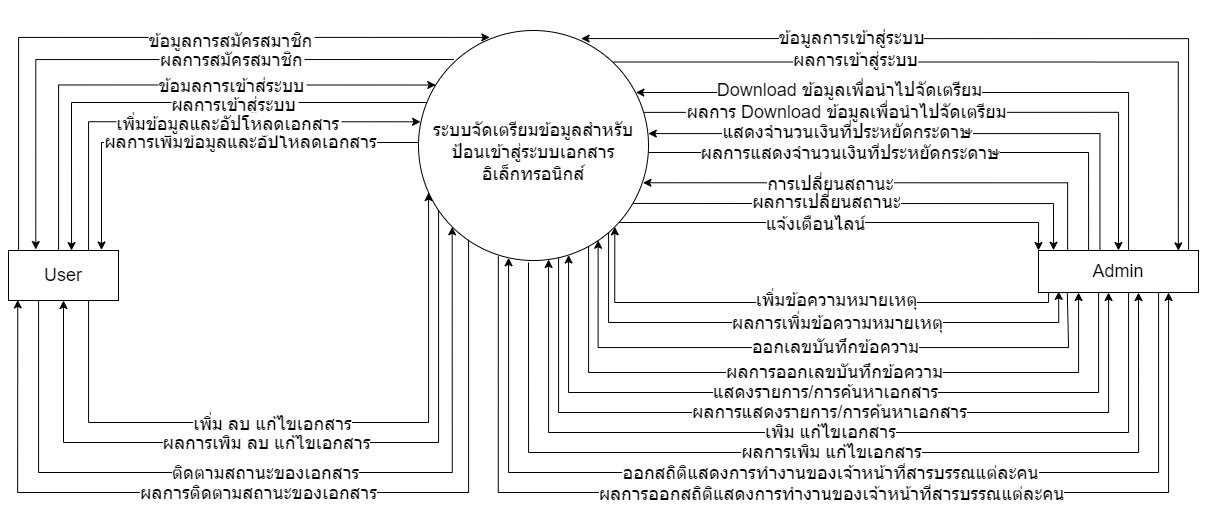 ข้อมูลการสมัครสมาชิก
ผลการสมัครสมาชิก
ข้อมูลการเข้าสู่ระบบ
ผลการเข้าสู่ระบบ
เพิ่มข้อมูลและอัปโหลดเอกสาร
ผลการเพิ่มข้อมูลและอัปโหลดเอกสาร
User
เพิ่ม ลบ แก้ไขเอกสาร
ผลการเพิ่ม ลบ แก้ไขเอกสาร
ติดตามสถานะของเอกสาร
ผลการติดตามสถานะของเอกสาร
ระบบจัดเตรียมข้อมูลสำหรับ
ป้อนเข้าสู่ระบบเอกสาร
อิเล็กทรอนิกส์
ข้อมูลการเข้าสู่ระบบ
ผลการเข้าสู่ระบบ
Download ข้อมูลเพื่อนำไปจัดเตรียม
ผลการ Download ข้อมูลเพื่อนำไปจัดเตรียม
แสดงจำนวนเงินที่ประหยัดกระดาษ
ผลการแสดงจำนวนเงินที่ประหยัดกระดาษ
การเปลี่ยนสถานะ
ผลการเปลี่ยนสถานะ
แจ้งเตือนไลน์
Admin
เพิ่มข้อความหมายเหตุ
ผลการเพิ่มข้อความหมายเหตุ
ออกเลขบันทึกข้อความ
ผลการออกเลขบันทึกข้อความ
แสดงรายการ/การค้นหาเอกสาร
ผลการแสดงรายการ/การค้นหาเอกสาร
เพิ่ม แก้ไขเอกสาร
ผลการเพิ่ม แก้ไขเอกสาร
ออกสถิติแสดงการทำงานของเจ้าหน้าที่สารบรรณแต่ละคน
ผลการออกสถิติแสดงการทำงานของเจ้าหน้าที่สารบรรณแต่ละคน